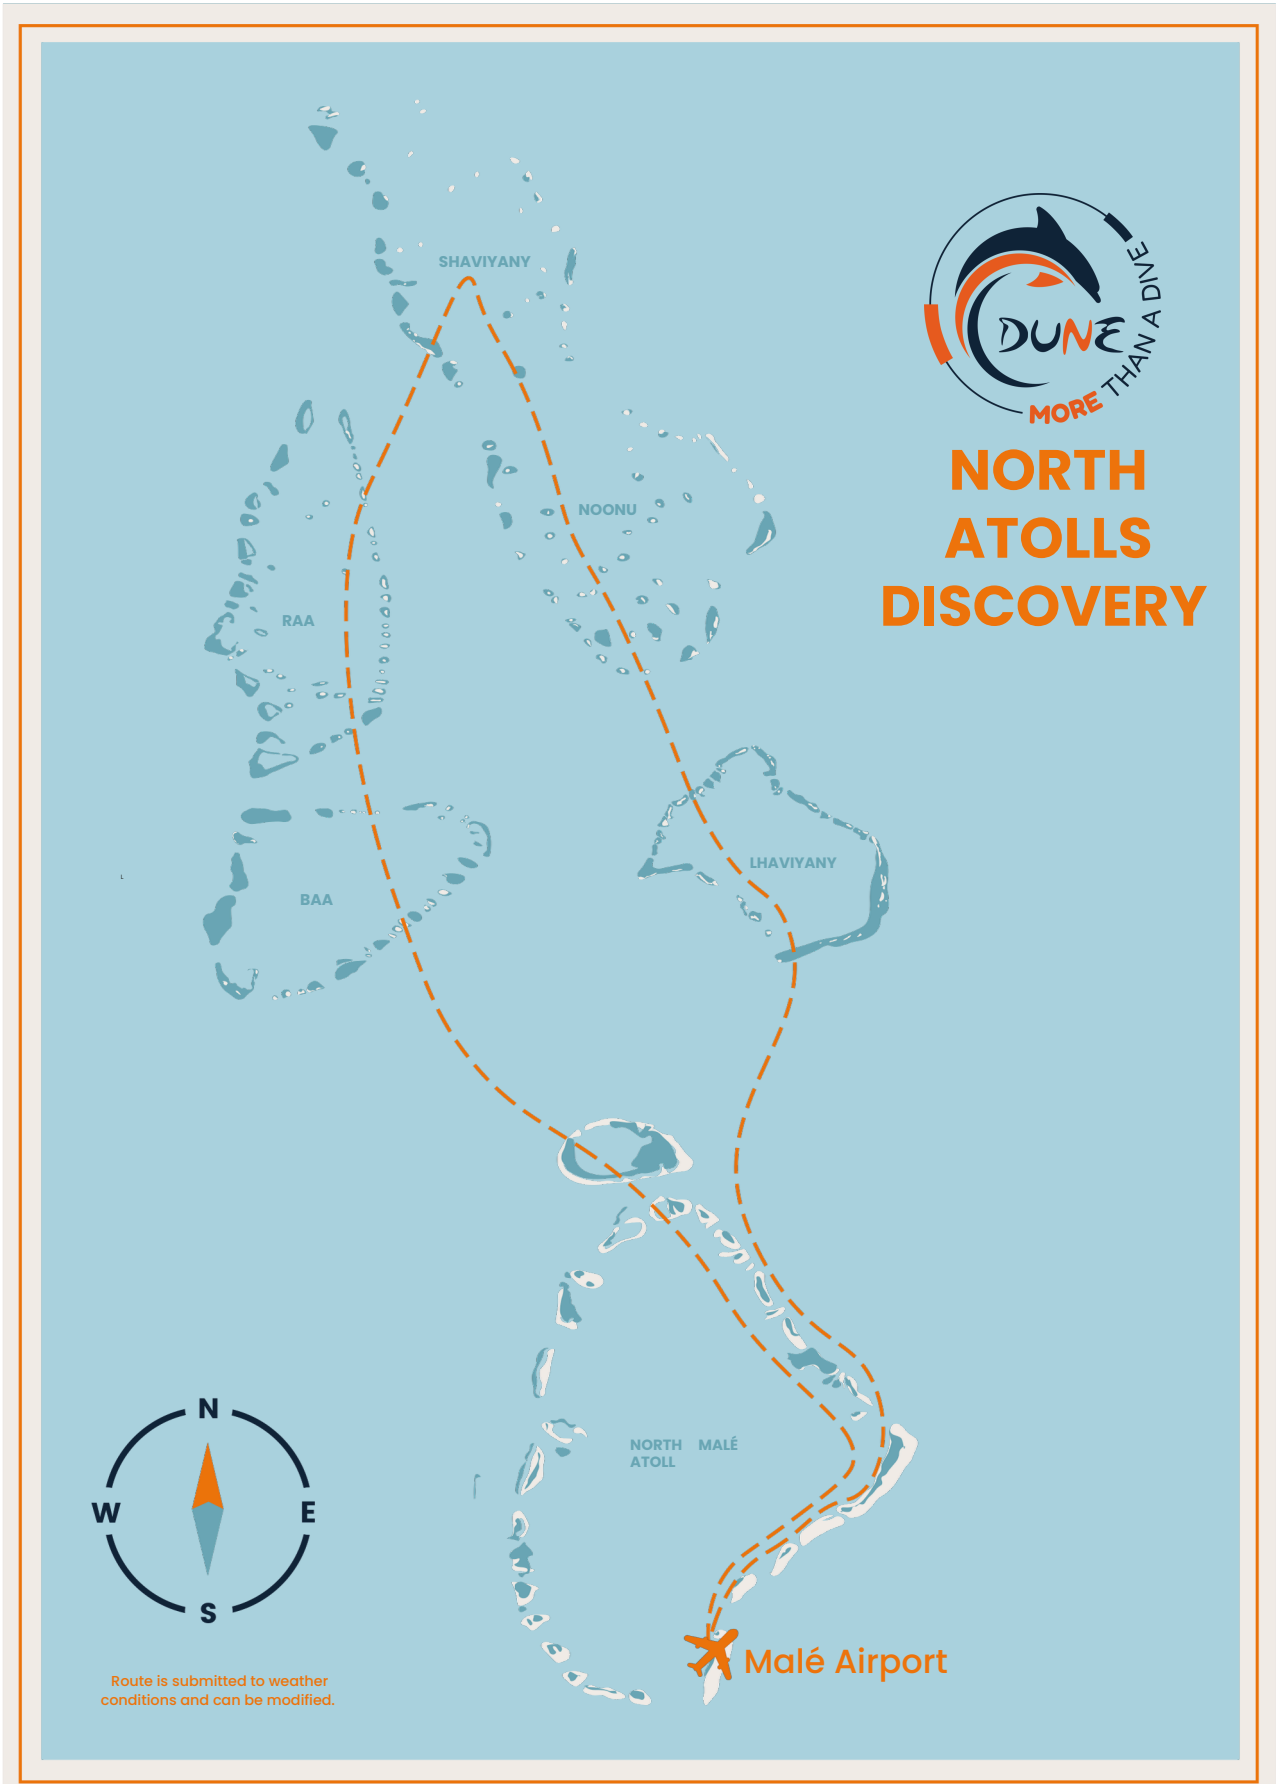 SHAVIYANY
DUNE
MORE THAN A DIVE
NORTH
ATOLLS
DISCOVERY
NOONU
RAA
LHAVIYANY
BAA
NORTH MALÉ
ATOLL
N
W E
S
Malé Airport
Route is submitted to weather
conditions and can be modified.